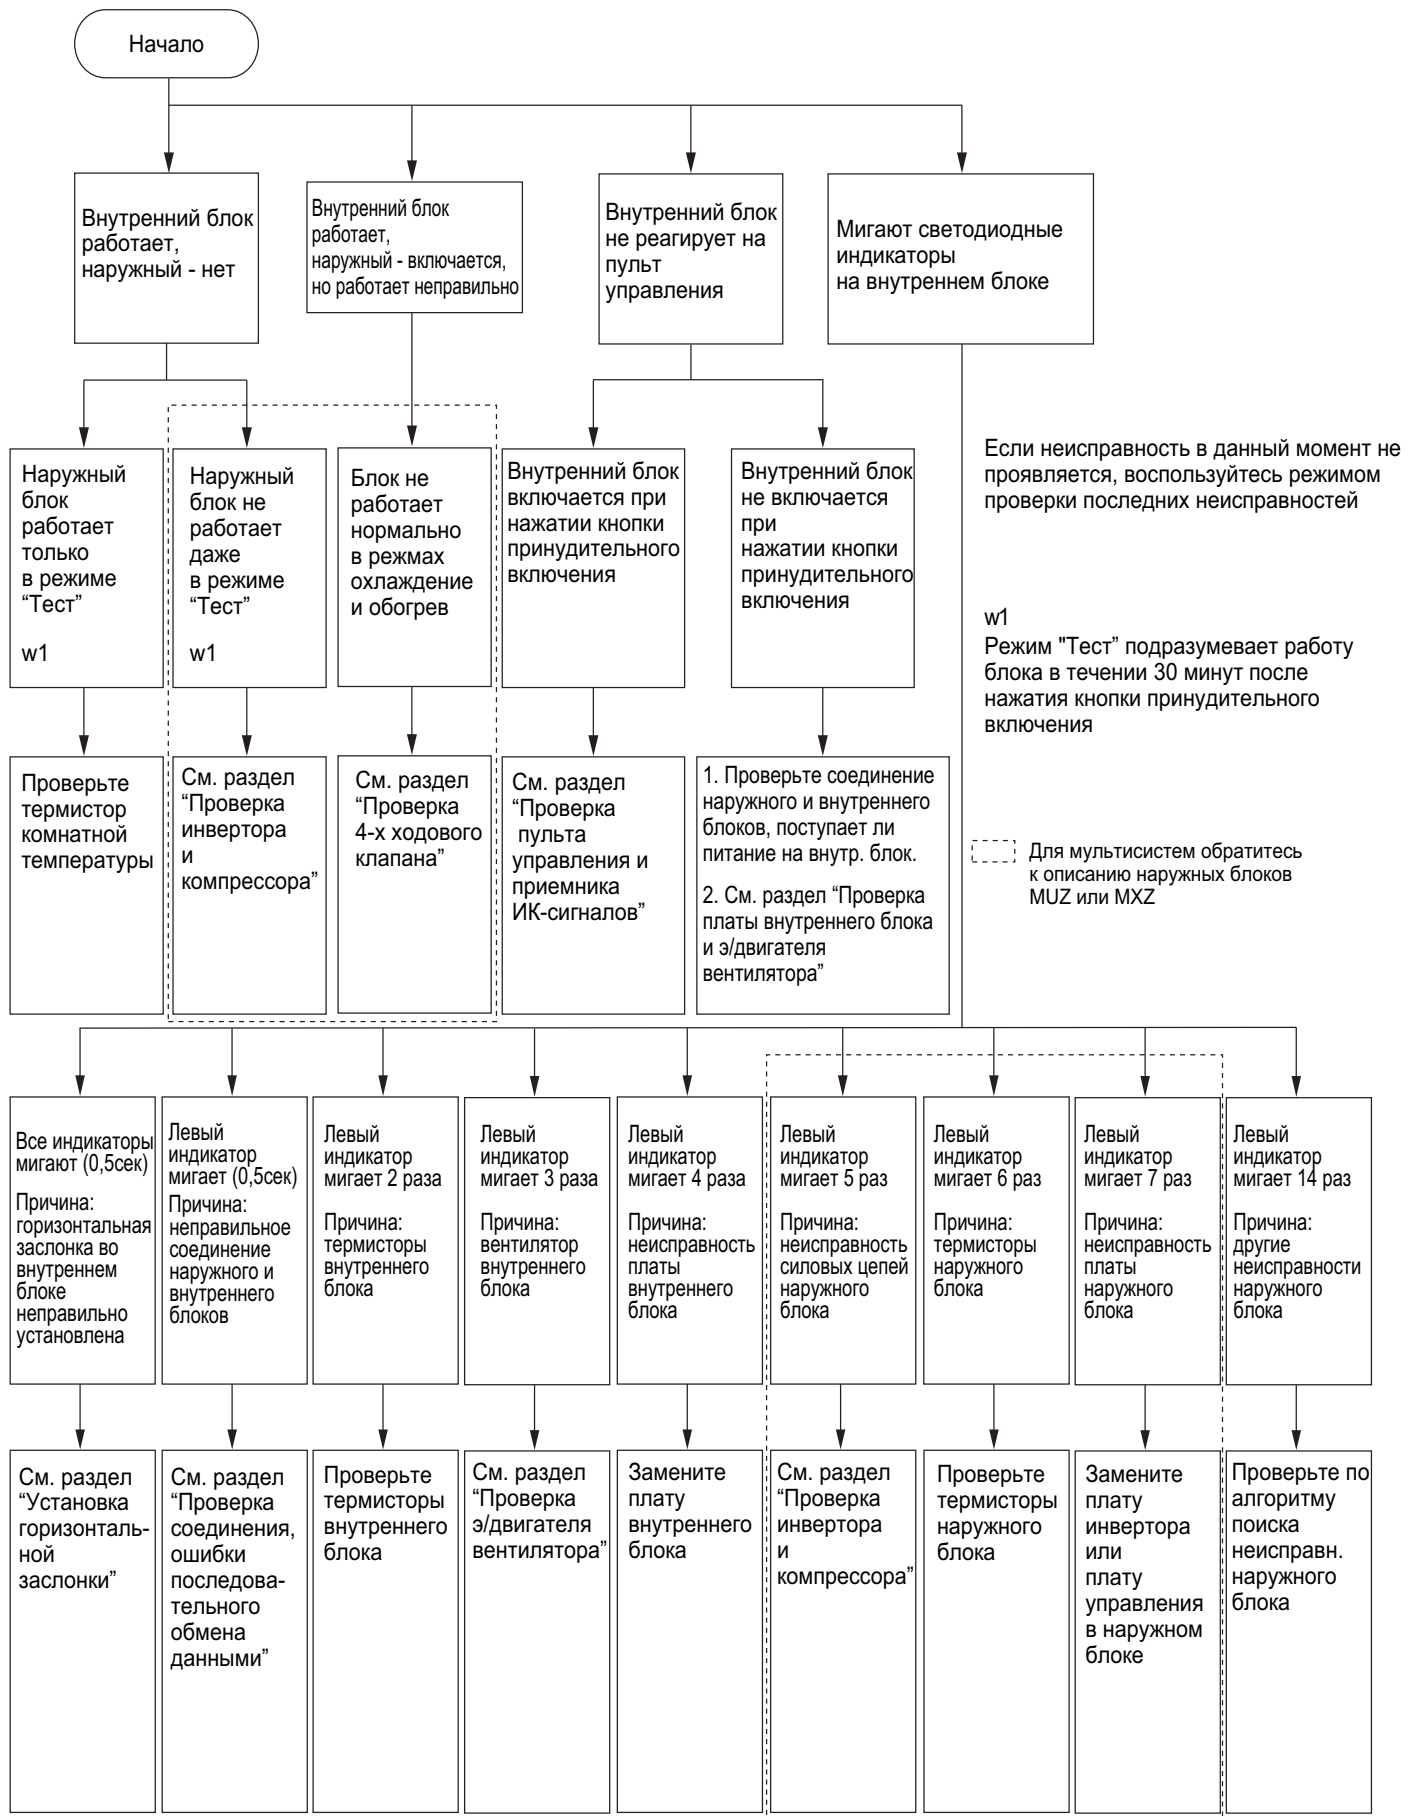 Начало
Внутренний блок
работает,
наружный - нет
Внутренний блок
работает,
наружный - включается,
но работает неправильно
Внутренний блок
не реагирует на
пульт
управления
Мигают светодиодные
индикаторы
на внутреннем блоке
Наружный
блок
работает
только
в режиме
“Тест”
w1
Наружный
блок не
работает
даже
в режиме
“Тест”
w1
Блок не
работает
нормально
в режмах
охлаждение
и обогрев
Внутренний блок
включается при
нажатии кнопки
принудительного
включения
Внутренний блок
не включается
при
нажатии кнопки
принудительного
включения
Если неисправность в данный момент не
проявляется, воспользуйтесь режимом
проверки последних неисправностей
w1
Режим "Тест” подразумевает работу
блока в течении 30 минут после
нажатия кнопки принудительного
включения
Проверьте
термистор
комнатной
температуры
См. раздел
“Проверка
инвертора
и
компрессора”
См. раздел
“Проверка
4-х ходового
клапана”
См. раздел
“Проверка
пульта
управления и
приемника
ИК-сигналов”
1. Проверьте соединение
наружного и внутреннего
блоков, поступает ли
питание на внутр. блок.
2. См. раздел “Проверка
платы внутреннего блока
и э/двигателя
вентилятора”
Для мультисистем обратитесь
к описанию наружных блоков
MUZ или MXZ
Все индикаторы
мигают (0,5сек)
Причина:
горизонтальная
заслонка во
внутреннем
блоке
неправильно
установлена
Левый
индикатор
мигает (0,5сек)
Причина:
неправильное
соединение
наружного и
внутреннего
блоков
Левый
индикатор
мигает 2 раза
Причина:
термисторы
внутреннего
блока
Левый
индикатор
мигает 3 раза
Причина:
вентилятор
внутреннего
блока
Левый
индикатор
мигает 4 раза
Причина:
неисправность
платы
внутреннего
блока
Левый
индикатор
мигает 5 раз
Причина:
неисправность
силовых цепей
наружного
блока
Левый
индикатор
мигает 6 раз
Причина:
термисторы
наружного
блока
Левый
индикатор
мигает 7 раз
Причина:
неисправность
платы
наружного
блока
Левый
индикатор
мигает 14 раз
Причина:
другие
неисправности
наружного
блока
См. раздел
“Установка
горизонталь-
ной
заслонки”
См. раздел
“Проверка
соединения,
ошибки
последова-
тельного
обмена
данными”
Проверьте
термисторы
внутреннего
блока
См. раздел
“Проверка
э/двигателя
вентилятора”
Замените
плату
внутреннего
блока
См. раздел
“Проверка
инвертора
и
компрессора”
Проверьте
термисторы
наружного
блока
Замените
плату
инвертора
или
плату
управления
в наружном
блоке
Проверьте по
алгоритму
поиска
неисправн.
наружного
блока